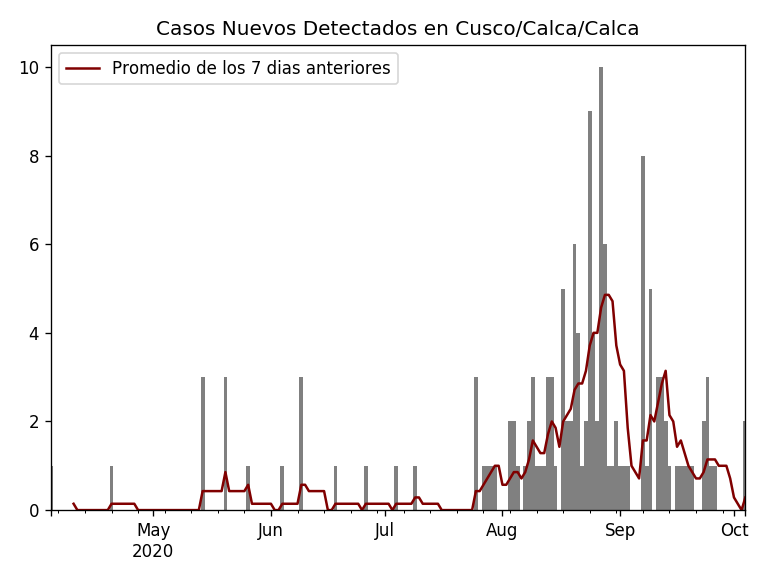 Casos Nuevos Detectados en Cusco/Calca/Calca
Promedio de los 7 dias anteriores
10
8
6
4
2
0
May Jun Jul Aug Sep Oct
2020